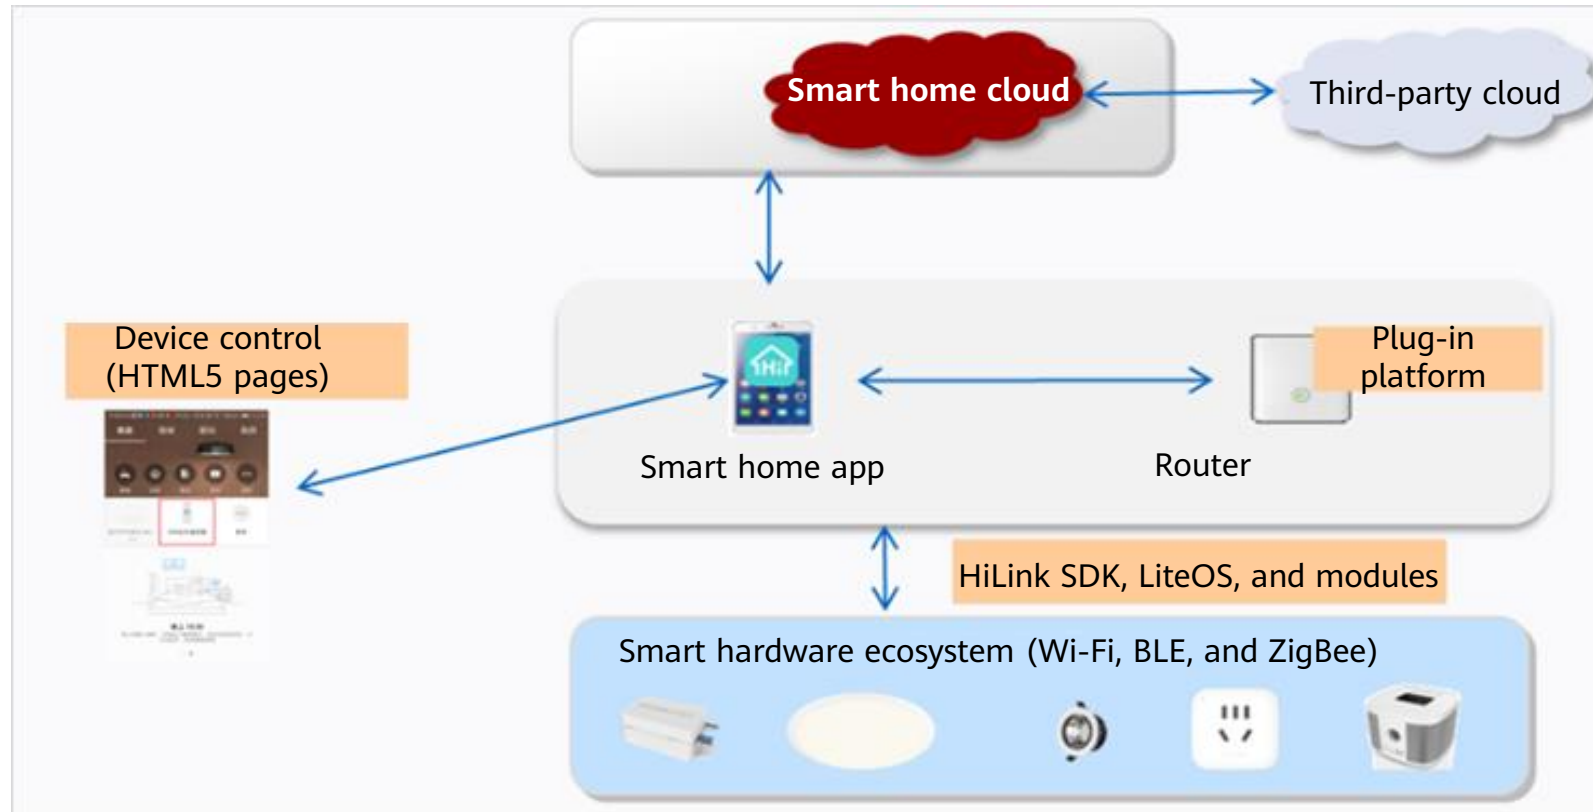 Smart home cloud
Third-party cloud
Device control
(HTML5 pages)
Plug-in
platform
Hi
Smart home app
Router
HiLink SDK, LiteOS, and modules
Smart hardware ecosystem (Wi-Fi, BLE, and ZigBee)